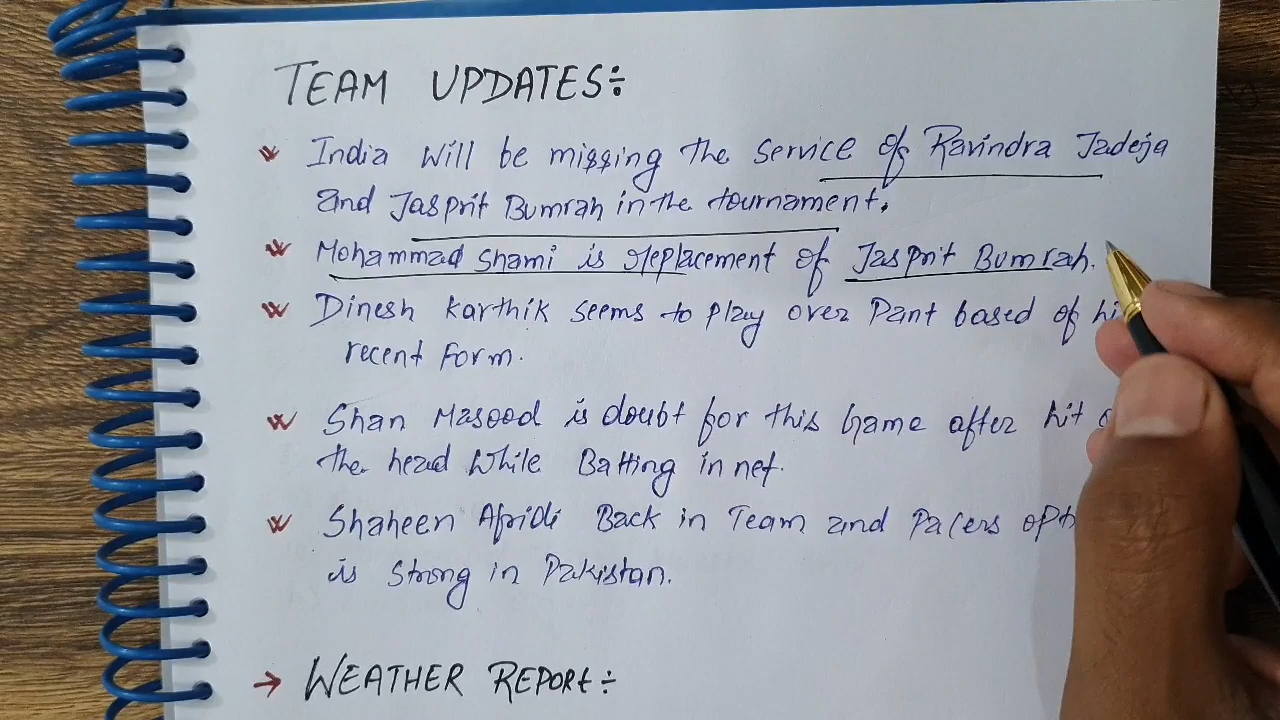 TEAM UPDATES÷
India will be missing the service of Ravindra Jadeja
and Jasprit Bumrah in the tournament.
Mohammad Shami is replacement of Jasprit Bumrah.
Dinesh Karthik seems to play over Pant based of
recent form.
Shan Masood is doubt for this Game after hit
the head while Batting in net.
Shaheen Afridi Back in Team and Pacers
is strong in Pakistan.
→ WEATHER REPORT÷